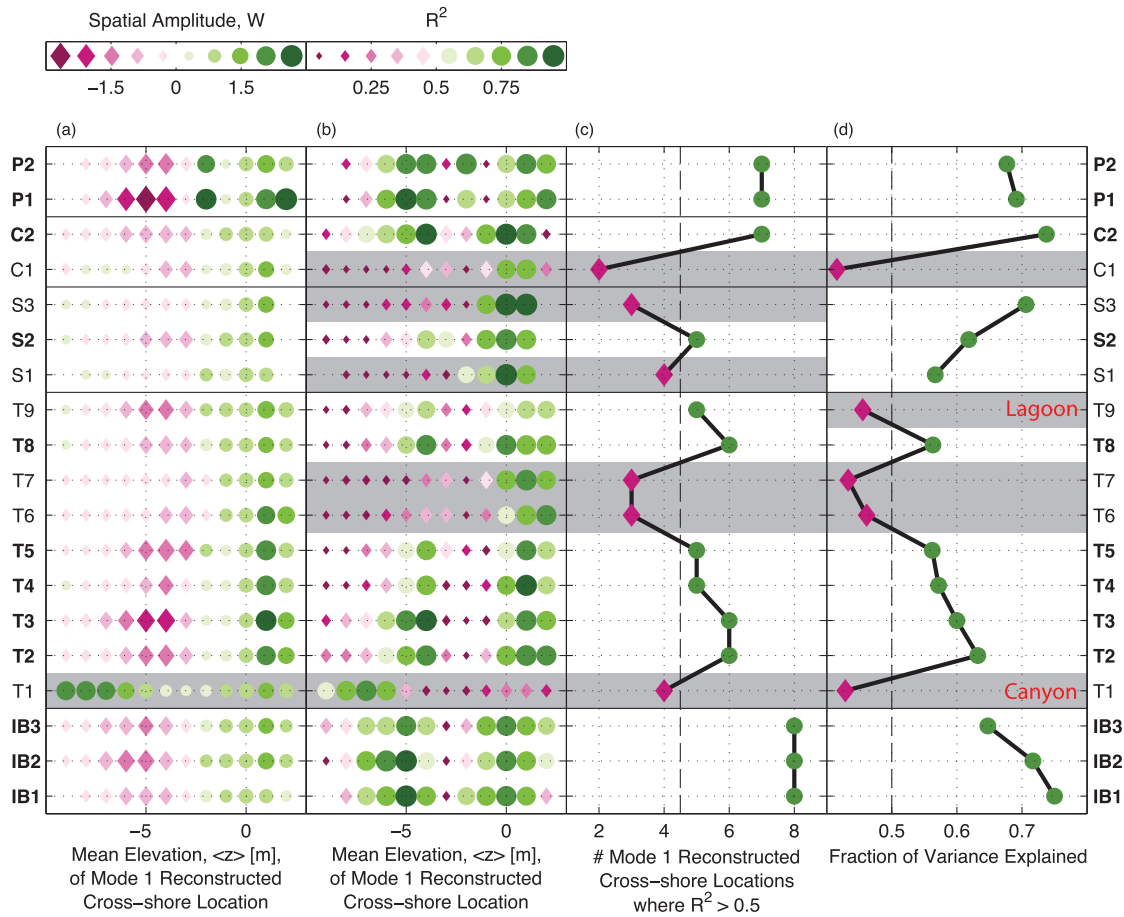 Spatial Amplitude, W
R²
−1.5 0 1.5
0.25 0.5 0.75
(a) (b) (c) (d)
P2 P2
P1 P1
C2 C2
C1 C1
S3 S3
S2 S2
S1 S1
T9 Lagoon T9
T8 T8
T7 T7
T6 T6
T5 T5
T4 T4
T3 T3
T2 T2
T1 Canyon T1
IB3 IB3
IB2 IB2
IB1 IB1
−5 0
−5 0
2 4 6 8
0.5 0.6 0.7
Mean Elevation, <z> [m],
of Mode 1 Reconstructed
Cross−shore Location
Mean Elevation, <z> [m],
of Mode 1 Reconstructed
Cross−shore Location
# Mode 1 Reconstructed
Cross−shore Locations
where R² > 0.5
Fraction of Variance Explained